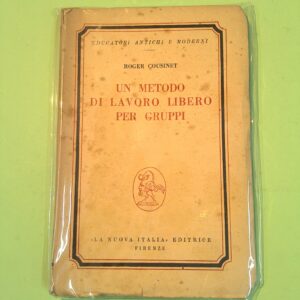 EDUCATORI ANTICHI E MODERNI
ROGER COUSINET
UN METODO
DI LAVORO LIBERO
PER GRUPPI
«LA NUOVA ITALIA» EDITRICE
FIRENZE